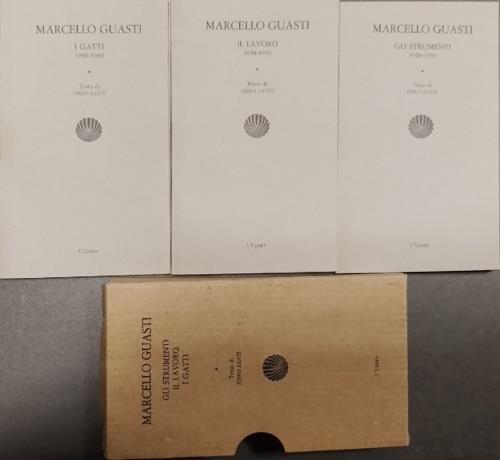 MARCELLO GUASTI
I GATTI
1950-1962
*
Testo di
PIERO SANTI
L'Upupa
MARCELLO GUASTI
IL LAVORO
Testo di
PIERO SANTI
L'Upupa
MARCELLO GUASTI
GLI STRUMENTI
Testo di
PIERO SANTI
L'Upupa
MARCELLO GUASTI
GLI STRUMENTI
IL LAVORO
I GATTI
*
Testo di
PIERO SANTI
L'Upupa